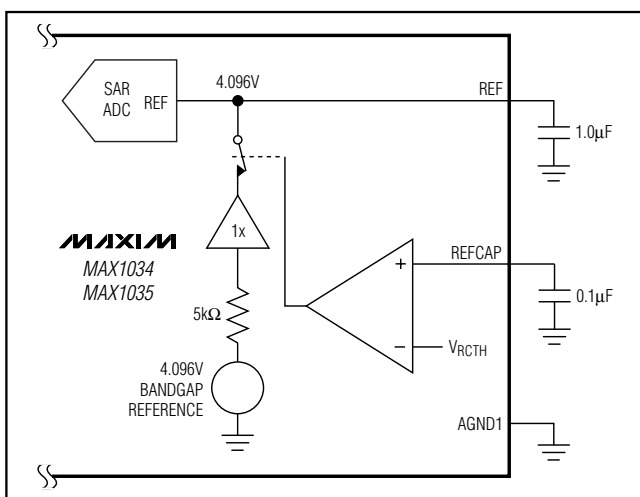 4.096V
REF
SAR
ADC
REF
1.0µF
1x
MAXIM
MAX1034
MAX1035
REFCAP
+
0.1µF
5kΩ
–
VRCTH
4.096V
BANDGAP
REFERENCE
AGND1